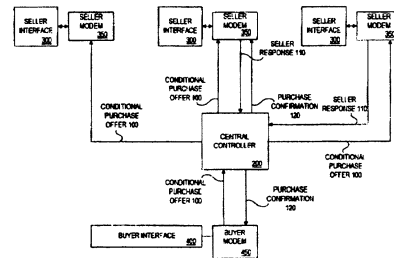 SELLER INTERFACE 300
SELLER MODEM 350
SELLER INTERFACE 300
SELLER MODEM 350
SELLER INTERFACE 300
SELLER MODEM 350
SELLER RESPONSE 110
CONDITIONAL PURCHASE OFFER 100
PURCHASE CONFIRMATION 120
SELLER RESPONSE 110
CONDITIONAL PURCHASE OFFER 100
CENTRAL CONTROLLER 200
CONDITIONAL PURCHASE OFFER 100
CONDITIONAL PURCHASE OFFER 100
PURCHASE CONFIRMATION 120
BUYER INTERFACE 400
BUYER MODEM 450